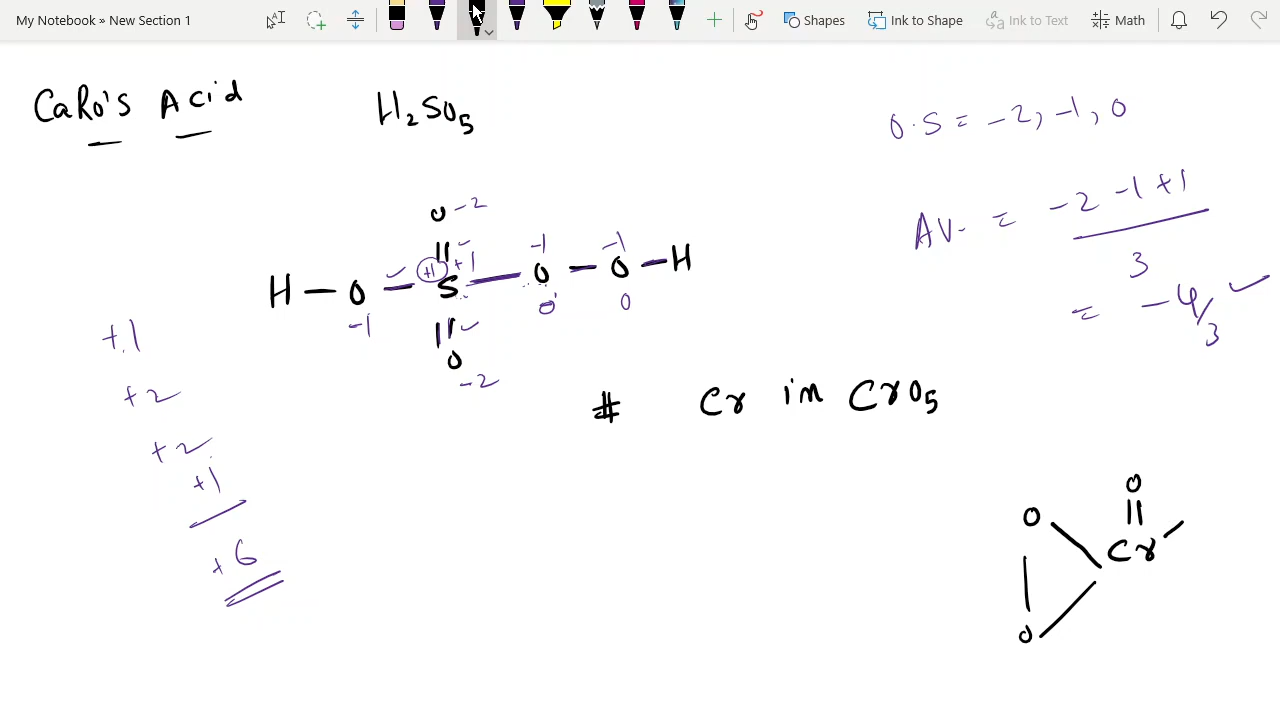 My Notebook » New Section 1
Shapes
Ink to Shape
Ink to Text
Math
CaRo's Acid
H₂SO₅
O.S = -2, -1, 0
AV. = -2 -1 +1
3
= -4/3
O -2
+1 +1 -1 -1
H - O - S - O - O - H
-1 0 0
O
-2
+1
+2
+2
+1
+6
# Cr in CrO₅
O
O Cr
O